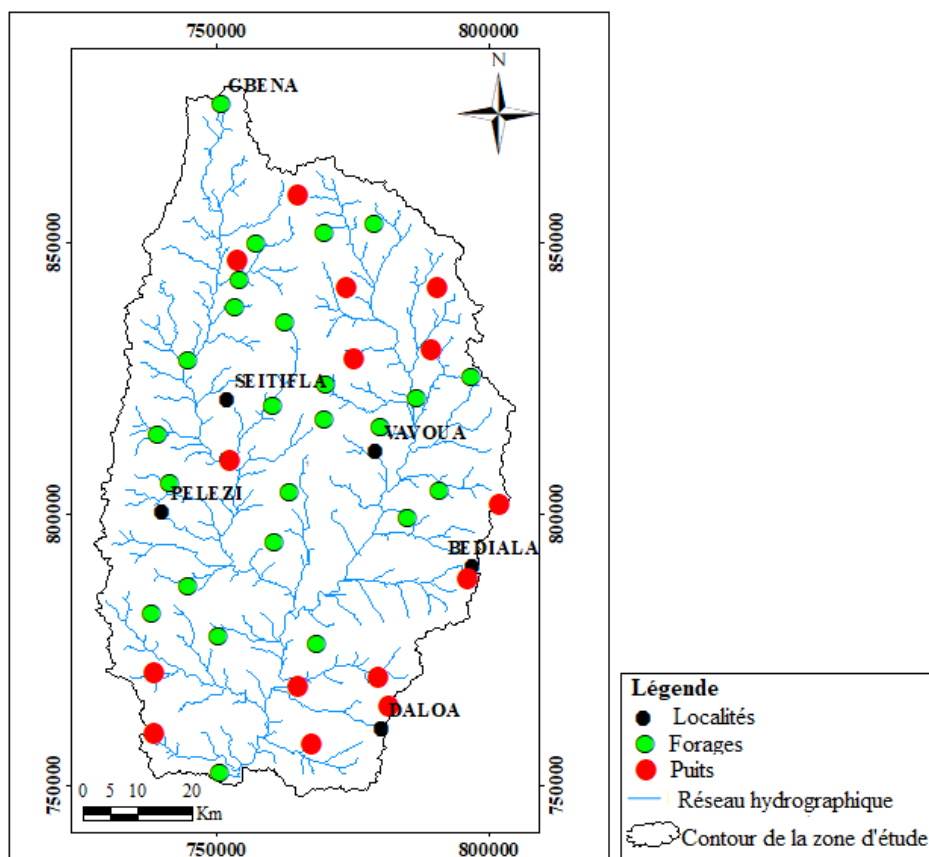 750000 800000
N
GBENA
850000 850000
SEITIFLA
VAVOUA
PELEZI
800000 800000
BEDIALA
DALOA
0 5 10 20
Km
750000 750000
750000 800000
Légende
Localités
Forages
Puits
Réseau hydrographique
Contour de la zone d'étude